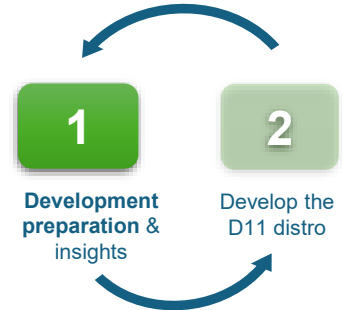 1
Development
preparation &
insights
2
Develop the
D11 distro